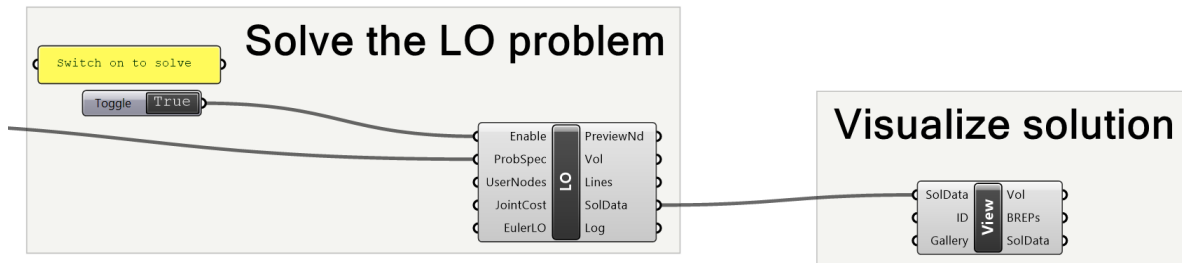 Solve the LO problem
Switch on to solve
Toggle True
Enable PreviewNd
ProbSpec Vol
UserNodes Lines
JointCost SolData
EulerLO Log
LO
Visualize solution
SolData Vol
ID BREPs
Gallery SolData
View